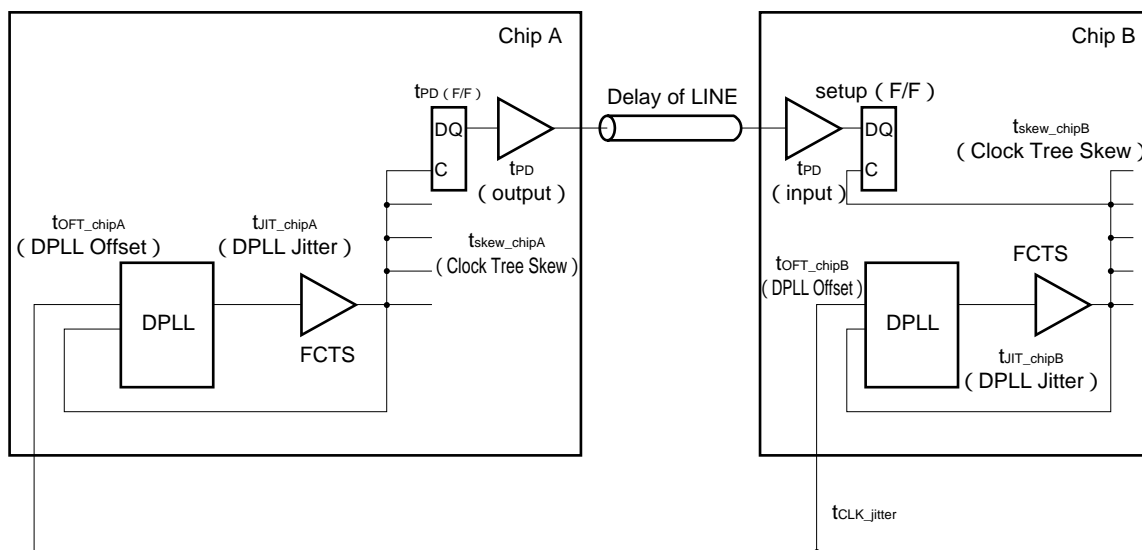 Chip A
tPD ( F/F )
DQ
C
tPD
( output )
tOFT_chipA
( DPLL Offset )
tJIT_chipA
( DPLL Jitter )
tskew_chipA
( Clock Tree Skew )
DPLL
FCTS
Delay of LINE
Chip B
setup ( F/F )
DQ
C
tPD
( input )
tskew_chipB
( Clock Tree Skew )
tOFT_chipB
( DPLL Offset )
FCTS
DPLL
tJIT_chipB
( DPLL Jitter )
tCLK_jitter